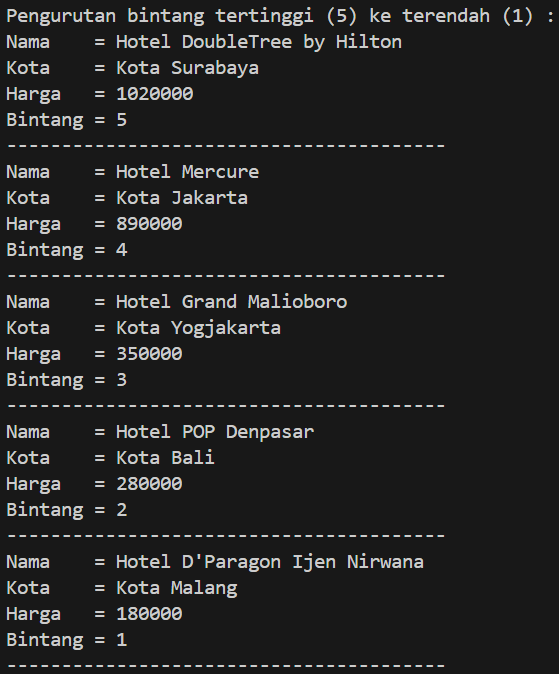 Pengurutan bintang tertinggi (5) ke terendah (1) :
Nama    = Hotel DoubleTree by Hilton
Kota    = Kota Surabaya
Harga   = 1020000
Bintang = 5
----------------------------------------
Nama    = Hotel Mercure
Kota    = Kota Jakarta
Harga   = 890000
Bintang = 4
----------------------------------------
Nama    = Hotel Grand Malioboro
Kota    = Kota Yogjakarta
Harga   = 350000
Bintang = 3
----------------------------------------
Nama    = Hotel POP Denpasar
Kota    = Kota Bali
Harga   = 280000
Bintang = 2
----------------------------------------
Nama    = Hotel D'Paragon Ijen Nirwana
Kota    = Kota Malang
Harga   = 180000
Bintang = 1
----------------------------------------